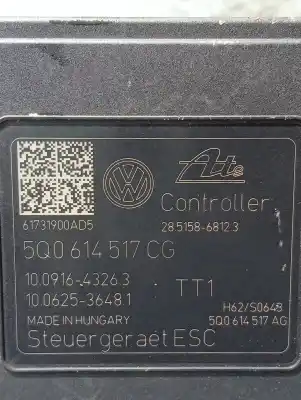 Ate
Controller
61731900AD5
28.5158-6812.3
5Q0 614 517 CG
10.0916-4326.3
10.0625-3648.1
TT1
H62/S0648
MADE IN HUNGARY
5Q0 614 517 AG
Steuergeraët ESC